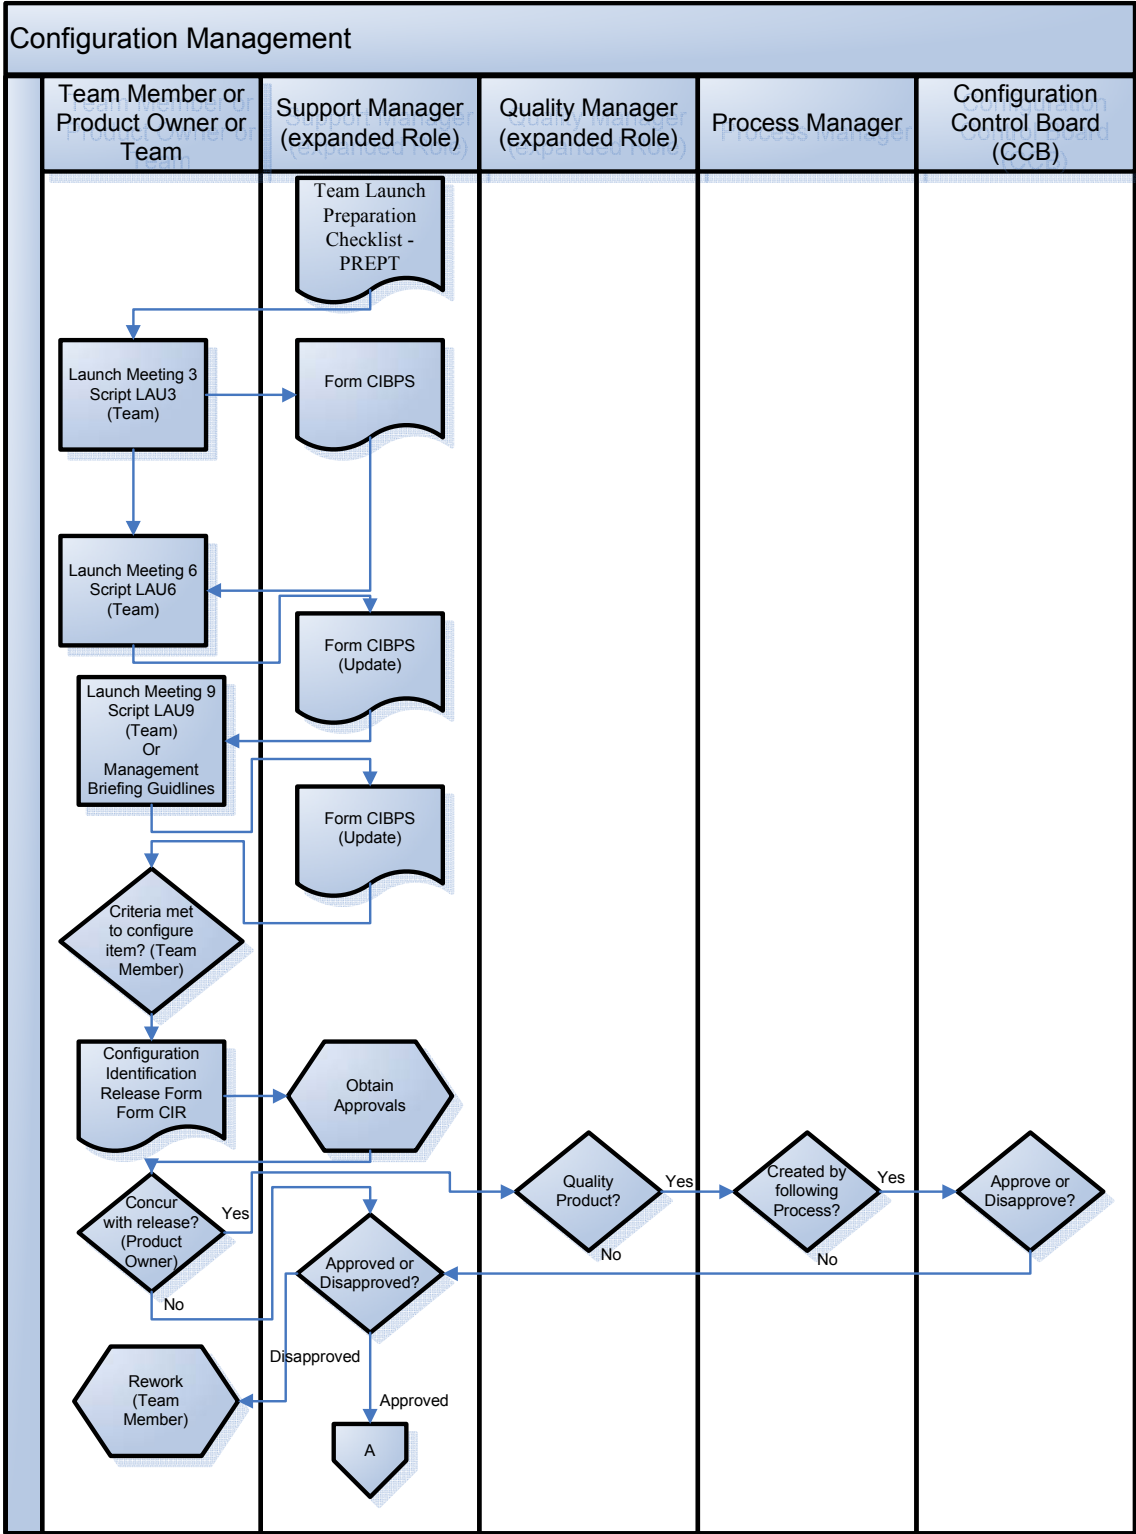 Configuration Management
Team Member or
Product Owner or
Team
Support Manager
(expanded Role)
Quality Manager
(expanded Role)
Process Manager
Configuration
Control Board
(CCB)
Team Launch
Preparation
Checklist -
PREPT
Launch Meeting 3
Script LAU3
(Team)
Form CIBPS
Launch Meeting 6
Script LAU6
(Team)
Form CIBPS
(Update)
Launch Meeting 9
Script LAU9
(Team)
Or
Management
Briefing Guidlines
Form CIBPS
(Update)
Criteria met
to configure
item? (Team
Member)
Configuration
Identification
Release Form
Form CIR
Obtain
Approvals
Concur
with release?
(Product
Owner)
Yes
No
Quality
Product?
Yes
No
Created by
following
Process?
Yes
No
Approve or
Disapprove?
Approved or
Disapproved?
Disapproved
Approved
Rework
(Team
Member)
A